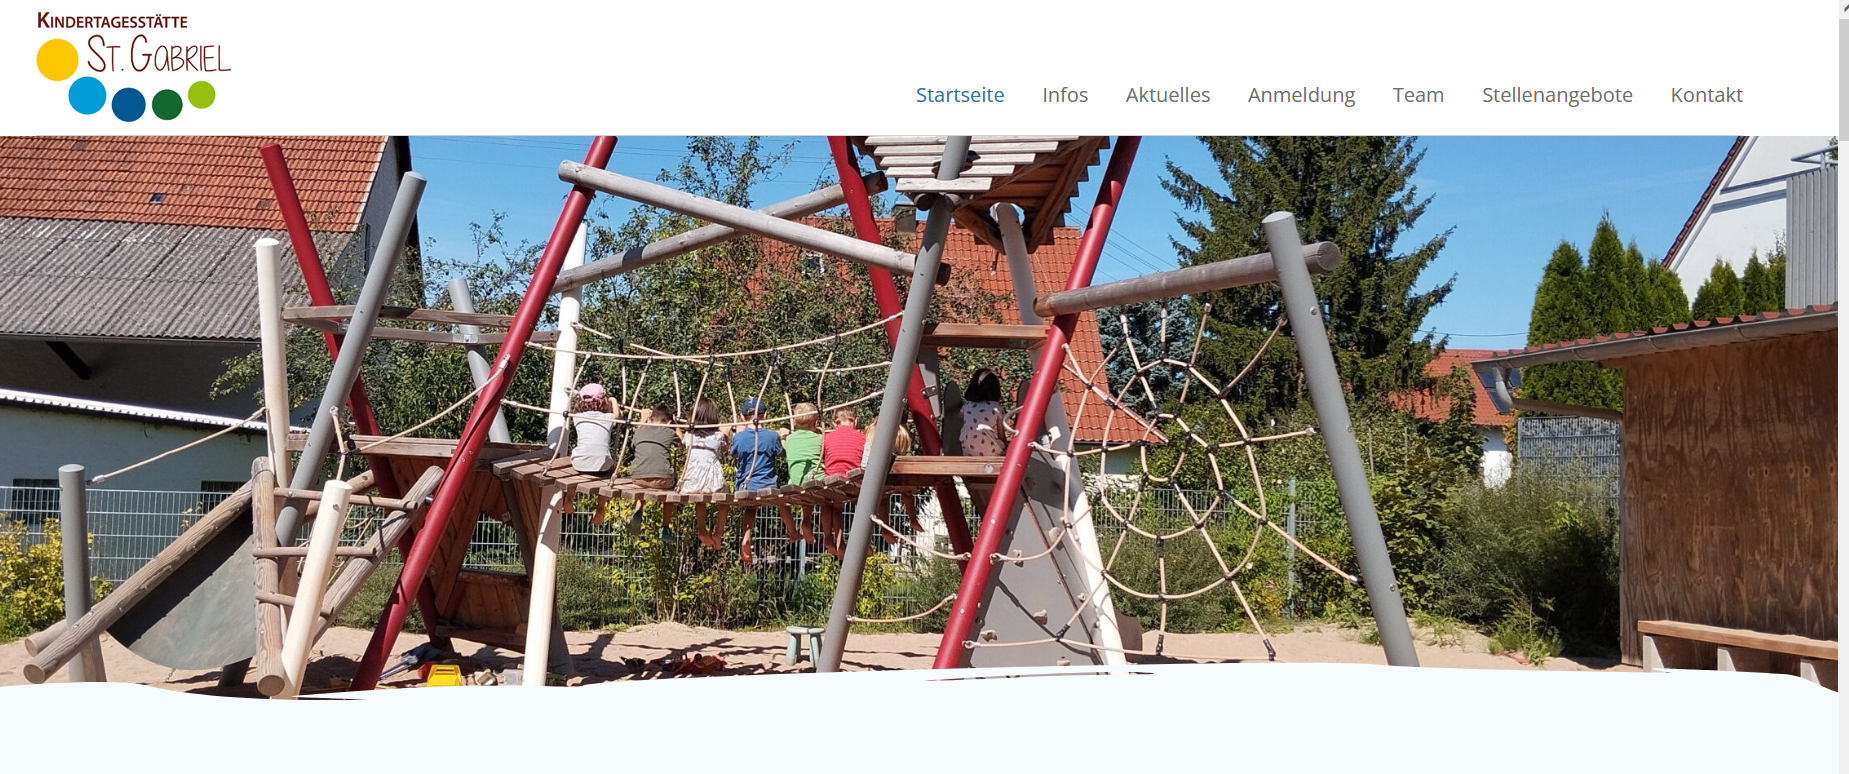 KINDERTAGESSTÄTTE
ST. GABRIEL
Startseite Infos Aktuelles Anmeldung Team Stellenangebote Kontakt